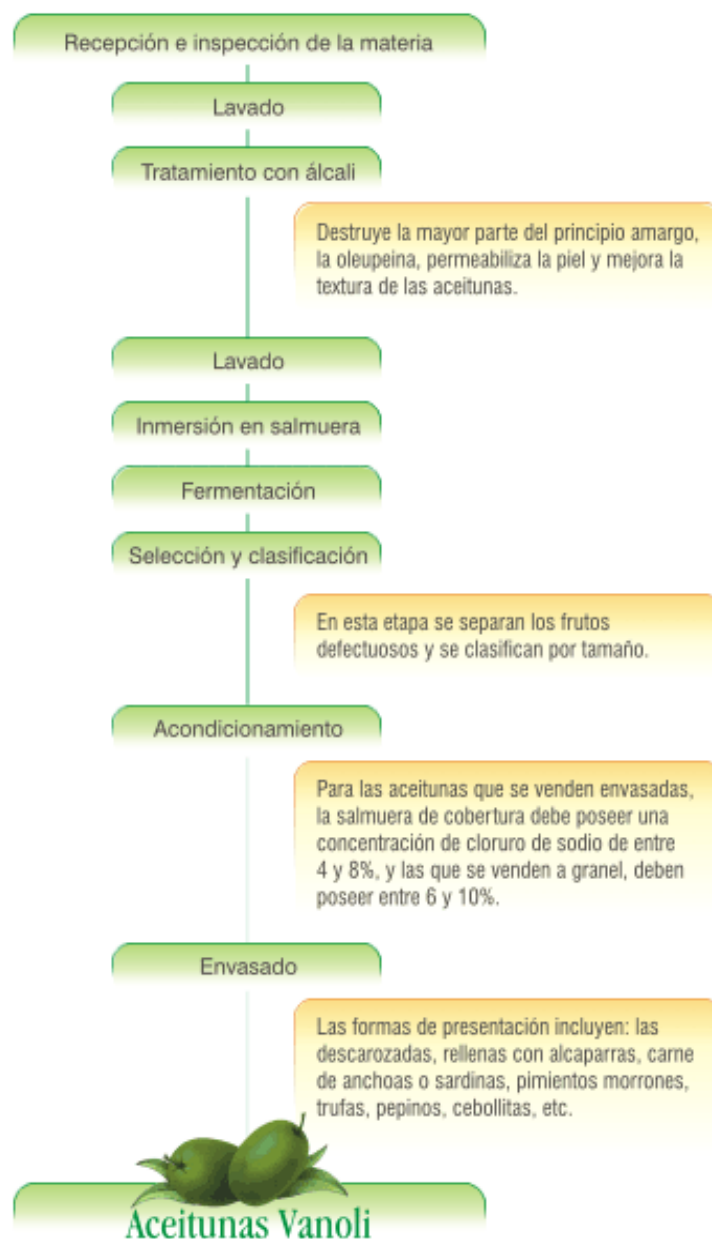 Recepción e inspección de la materia
Lavado
Tratamiento con álcali
Destruye la mayor parte del principio amargo,
la oleupeina, permeabiliza la piel y mejora la
textura de las aceitunas.
Lavado
Inmersión en salmuera
Fermentación
Selección y clasificación
En esta etapa se separan los frutos
defectuosos y se clasifican por tamaño.
Acondicionamiento
Para las aceitunas que se venden envasadas,
la salmuera de cobertura debe poseer una
concentración de cloruro de sodio de entre
4 y 8%, y las que se venden a granel, deben
poseer entre 6 y 10%.
Envasado
Las formas de presentación incluyen: las
descarozadas, rellenas con alcaparras, carne
de anchoas o sardinas, pimientos morrones,
trufas, pepinos, cebollitas, etc.
Aceitunas Vanoli